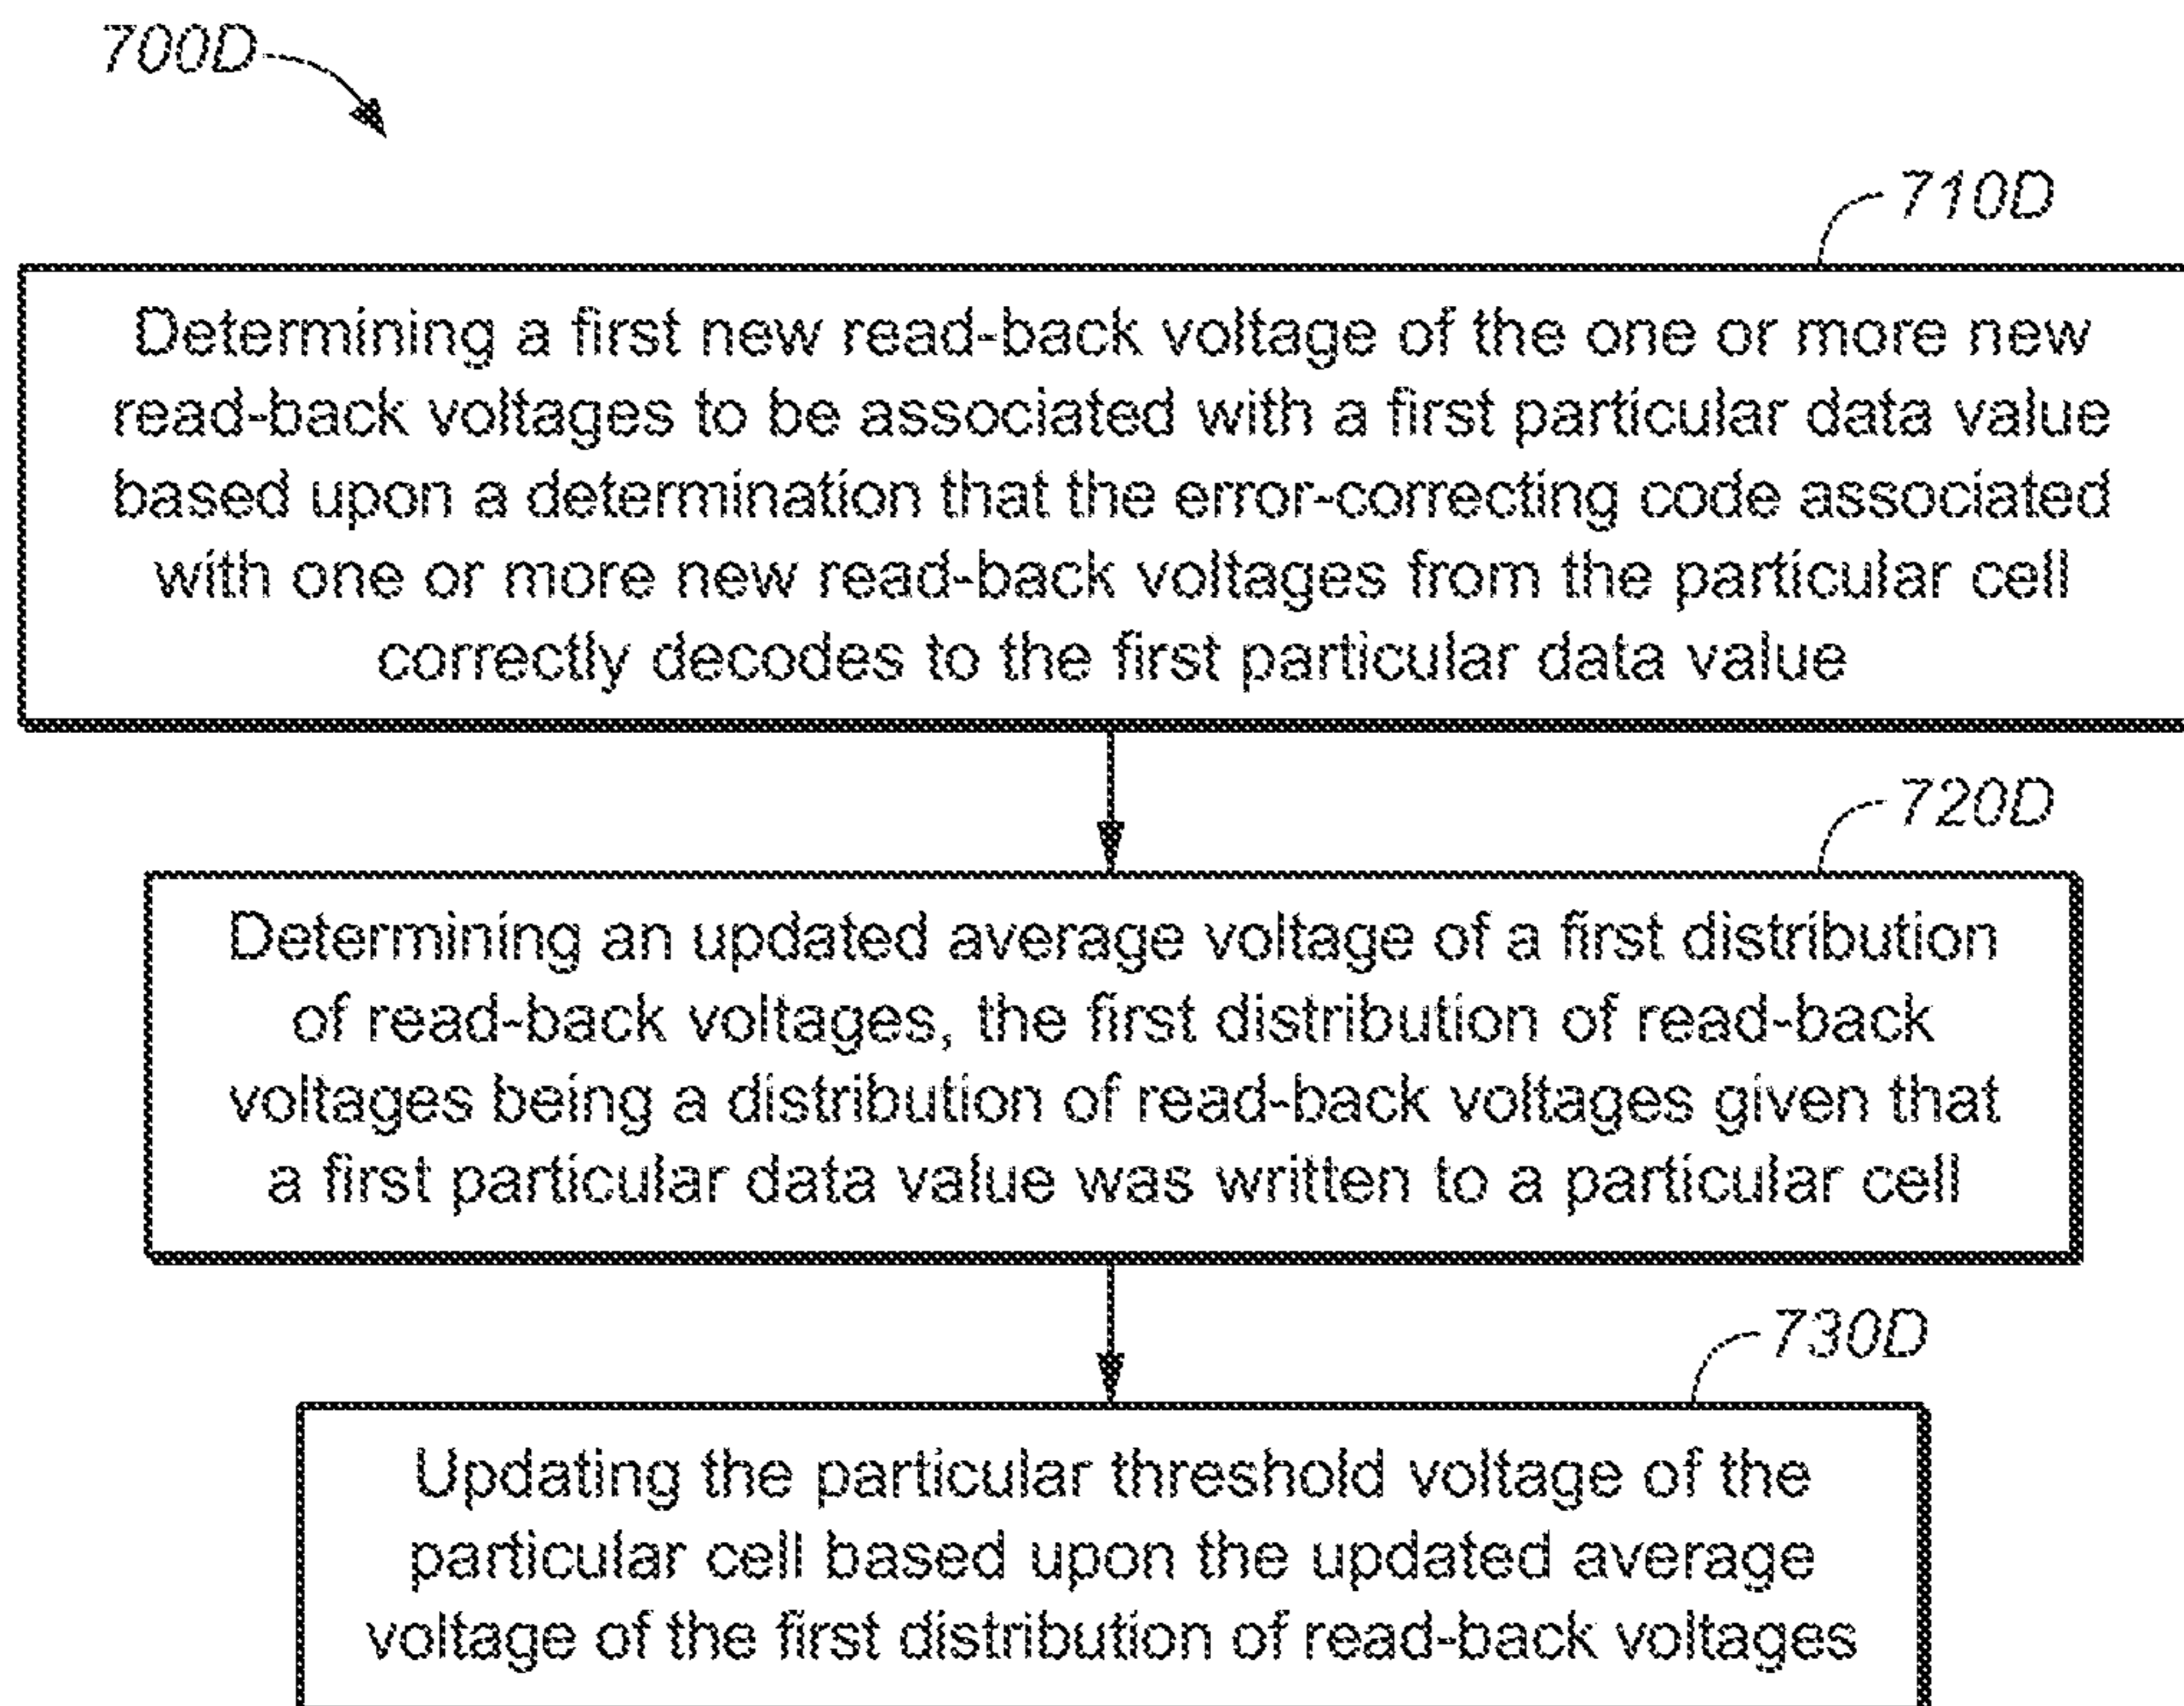 700D
710D
Determining a first new read-back voltage of the one or more new
read-back voltages to be associated with a first particular data value
based upon a determination that the error-correcting code associated
with one or more new read-back voltages from the particular cell
correctly decodes to the first particular data value
720D
Determining an updated average voltage of a first distribution
of read-back voltages, the first distribution of read-back
voltages being a distribution of read-back voltages given that
a first particular data value was written to a particular cell
730D
Updating the particular threshold voltage of the
particular cell based upon the updated average
voltage of the first distribution of read-back voltages